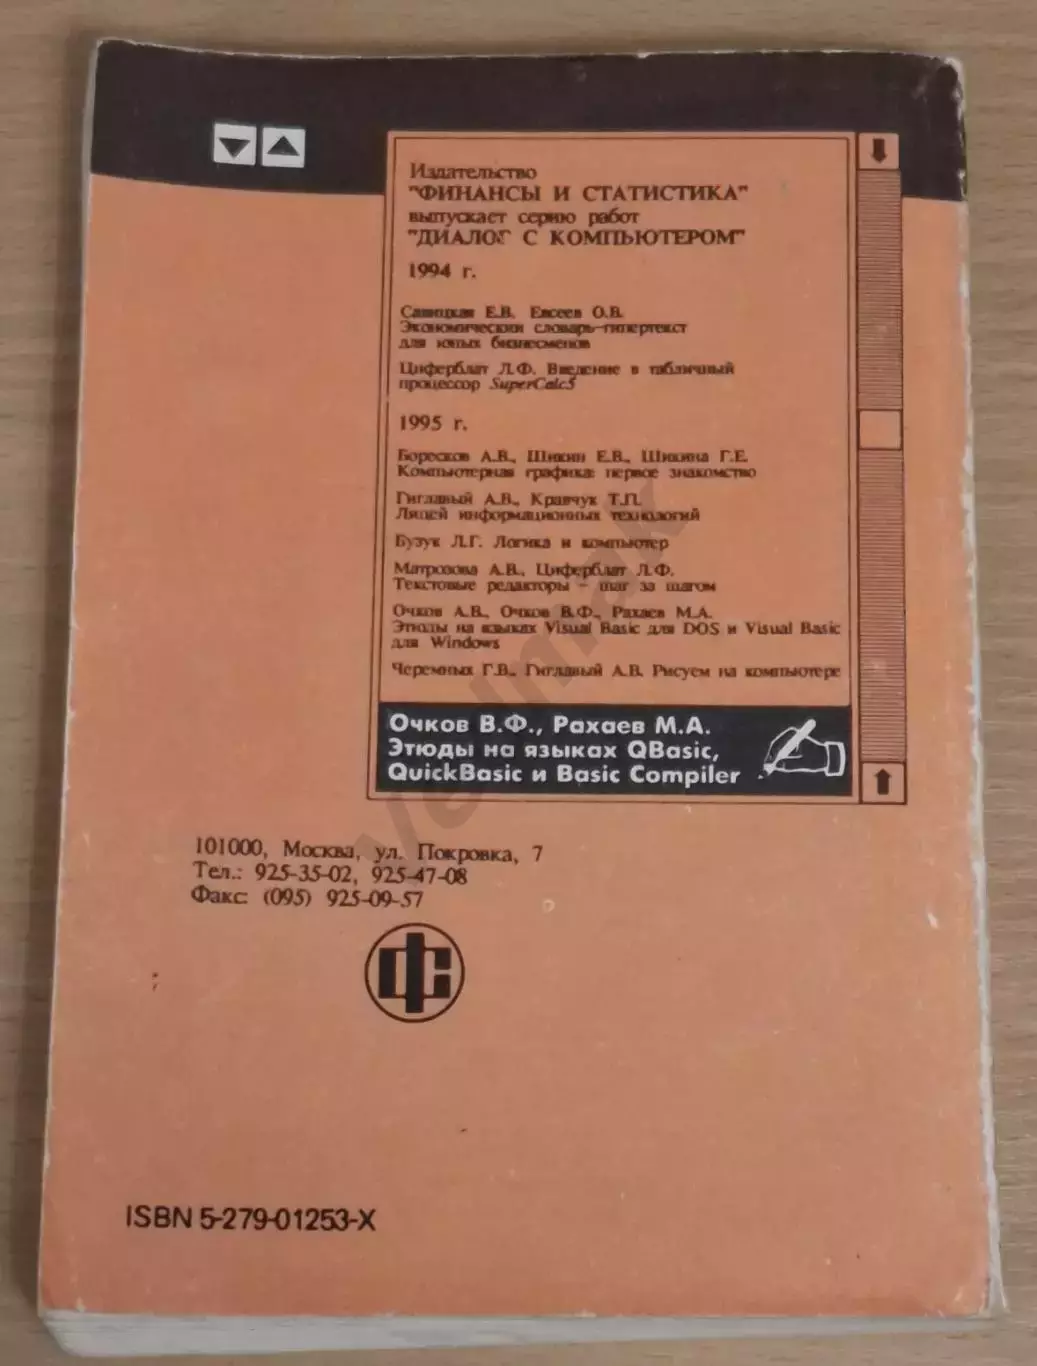 Издательство
"ФИНАНСЫ И СТАТИСТИКА"
выпускает серию работ
"ДИАЛОГ С КОМПЬЮТЕРОМ"
1994 г.
Савицкая Е.В. Евсеев О.В.
Экономический словарь-гипертекст
для юных бизнесменов
Циферблат Л.Ф. Введение в табличный
процессор SuperCalc5
1995 г.
Боресков А.В., Шикин Е.В., Шикина Г.Е.
Компьютерная графика: первое знакомство
Гиглавый А.В., Кравчук Т.П.
Лицей информационных технологий
Бузук Л.Г. Логика и компьютер
Матросова А.В., Циферблат Л.Ф.
Текстовые редакторы - шаг за шагом
Очков А.В., Очков В.Ф., Рахаев М.А.
Этюды на языках Visual Basic для DOS и Visual Basic
для Windows
Черемных Г.В., Гиглавый А.В. Рисуем на компьютере
Очков В.Ф., Рахаев М.А.
Этюды на языках QBasic,
QuickBasic и Basic Compiler
101000, Москва, ул. Покровка, 7
Тел.: 925-35-02, 925-47-08
Факс: (095) 925-09-57
фс
ISBN 5-279-01253-X